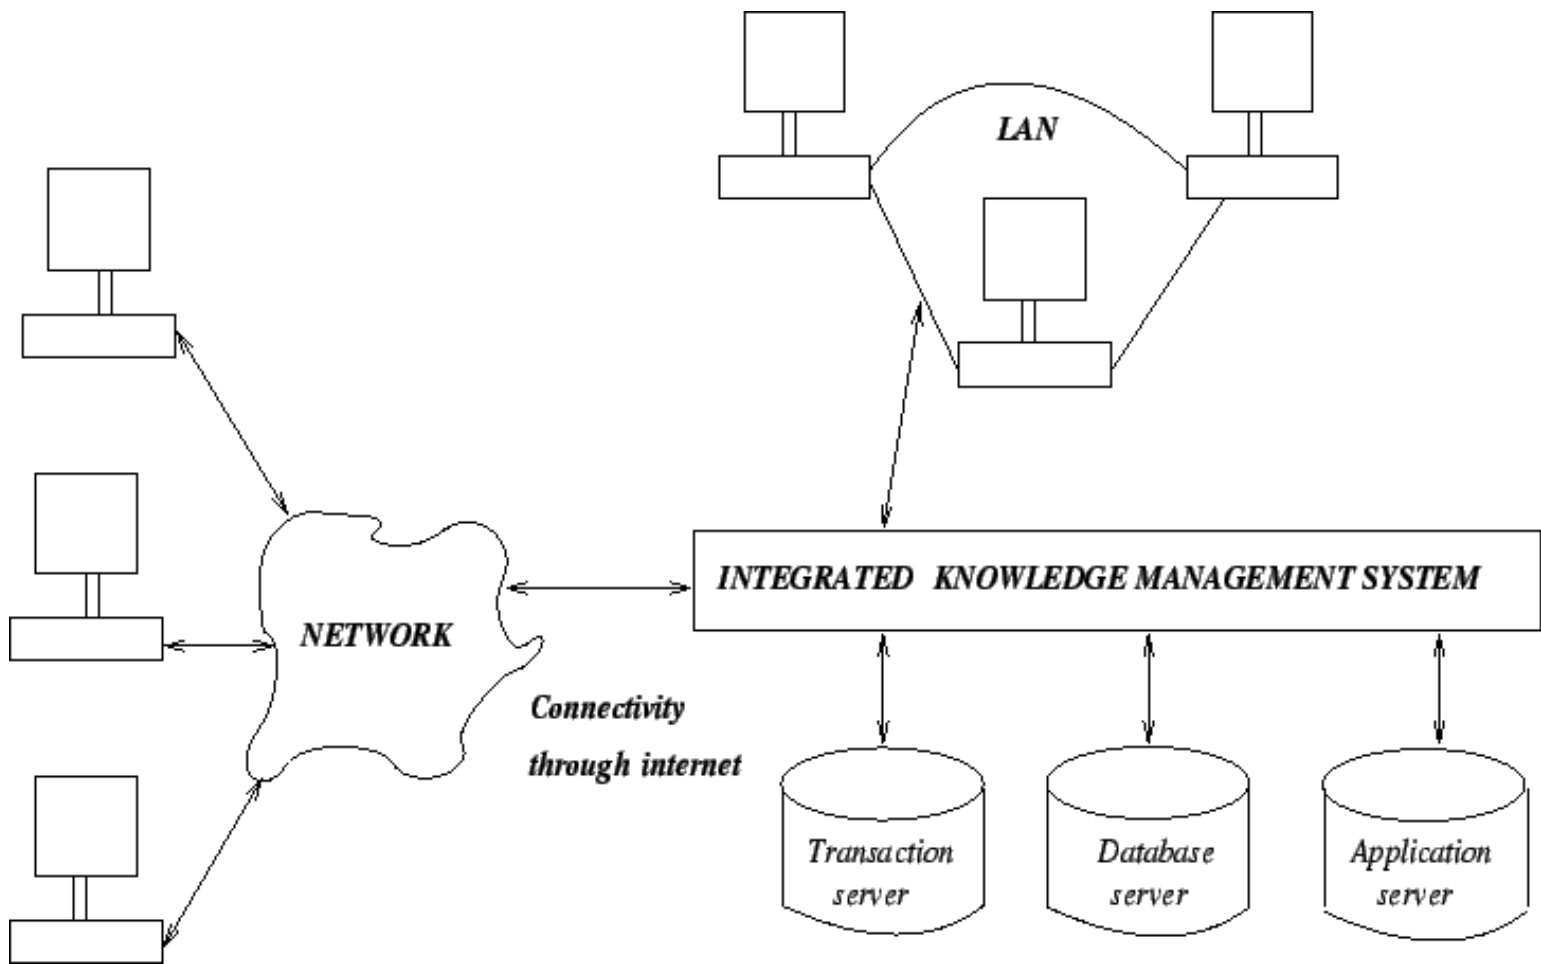 LAN
INTEGRATED KNOWLEDGE MANAGEMENT SYSTEM
NETWORK
Connectivity
through internet
Transaction
server
Database
server
Application
server